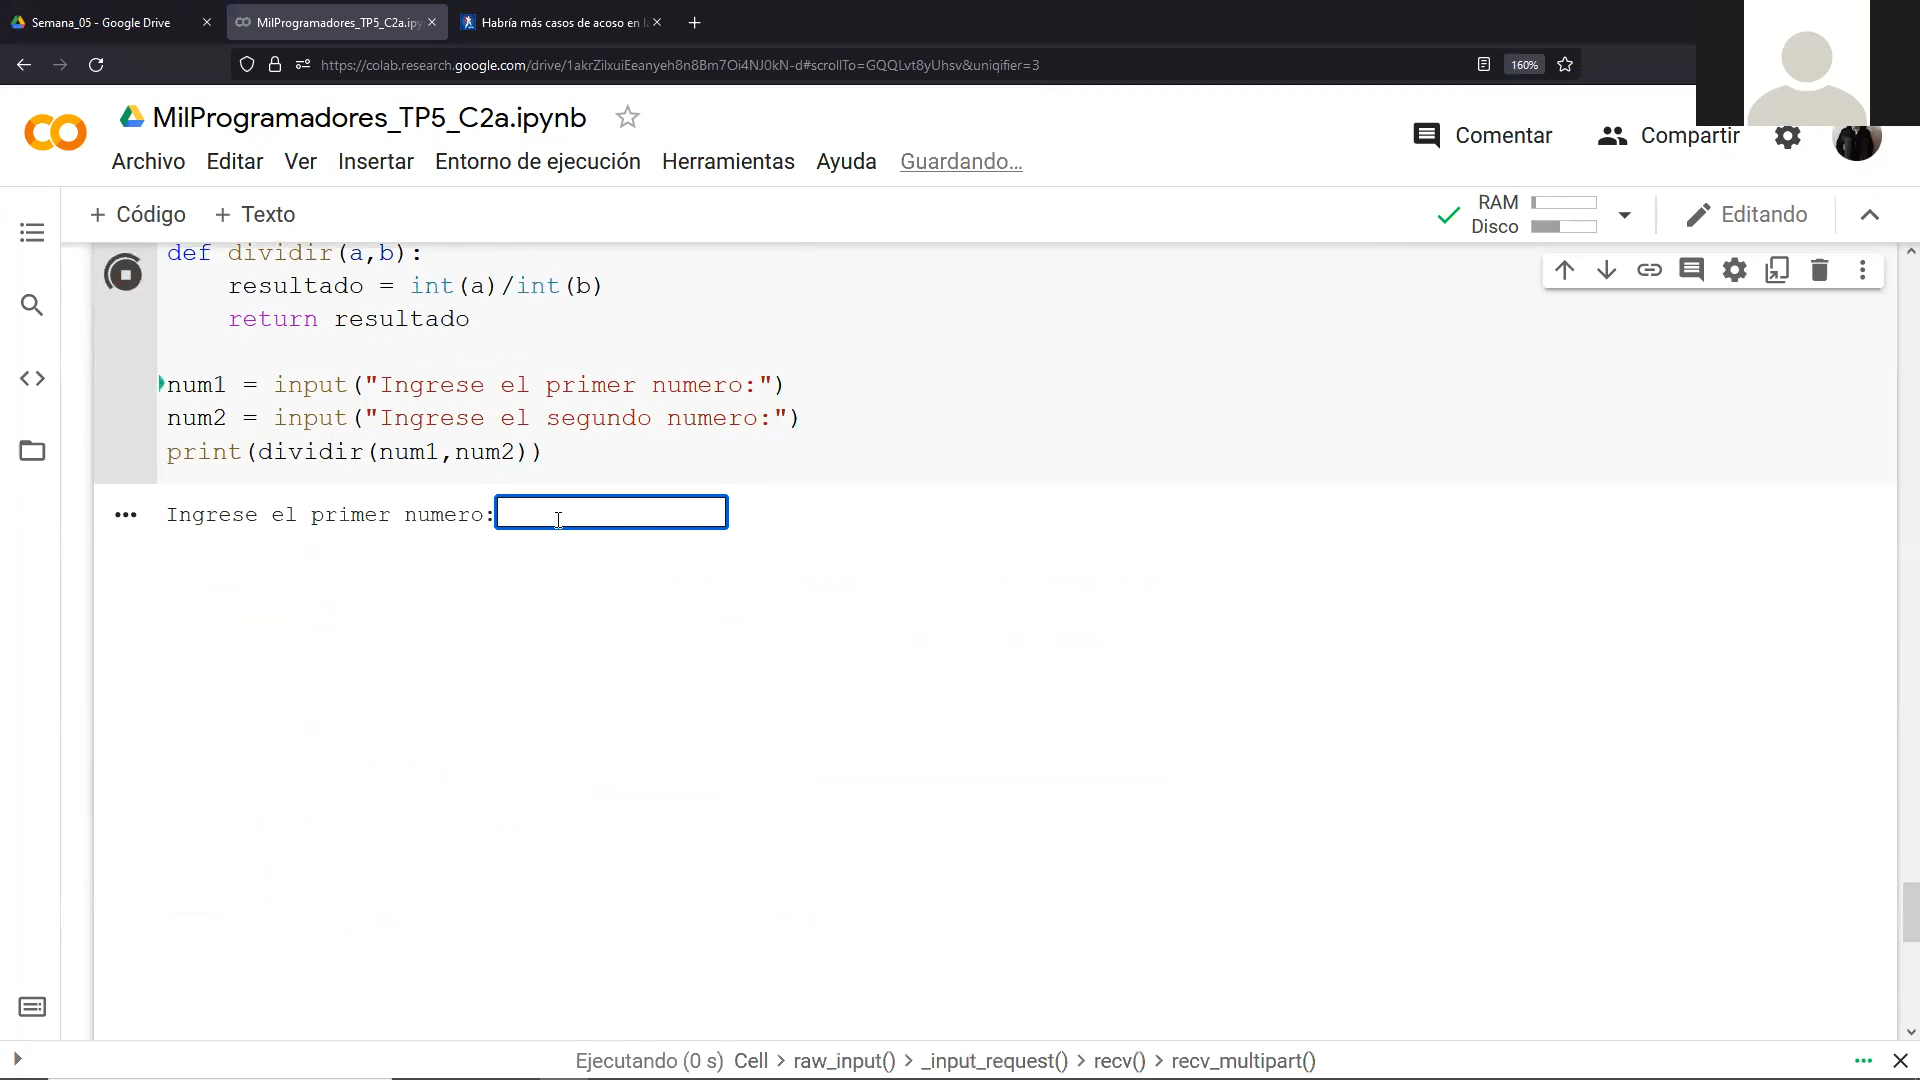 Semana_05 - Google Drive
MilProgramadores_TP5_C2a.ipy
Habría más casos de acoso en l
https://colab.research.google.com/drive/1akrZilxuiEeanyeh8n8Bm7Oi4NJ0kN-d#scrollTo=GQQLvt8yUhsv&uniqifier=3
160%
MilProgramadores_TP5_C2a.ipynb
Comentar
Compartir
Archivo Editar Ver Insertar Entorno de ejecución Herramientas Ayuda Guardando...
+ Código + Texto
RAM
Disco
Editando
def dividir(a,b):
resultado = int(a)/int(b)
return resultado
num1 = input("Ingrese el primer numero:")
num2 = input("Ingrese el segundo numero:")
print(dividir(num1,num2))
Ingrese el primer numero:
Ejecutando (0 s) Cell > raw_input() > _input_request() > recv() > recv_multipart()